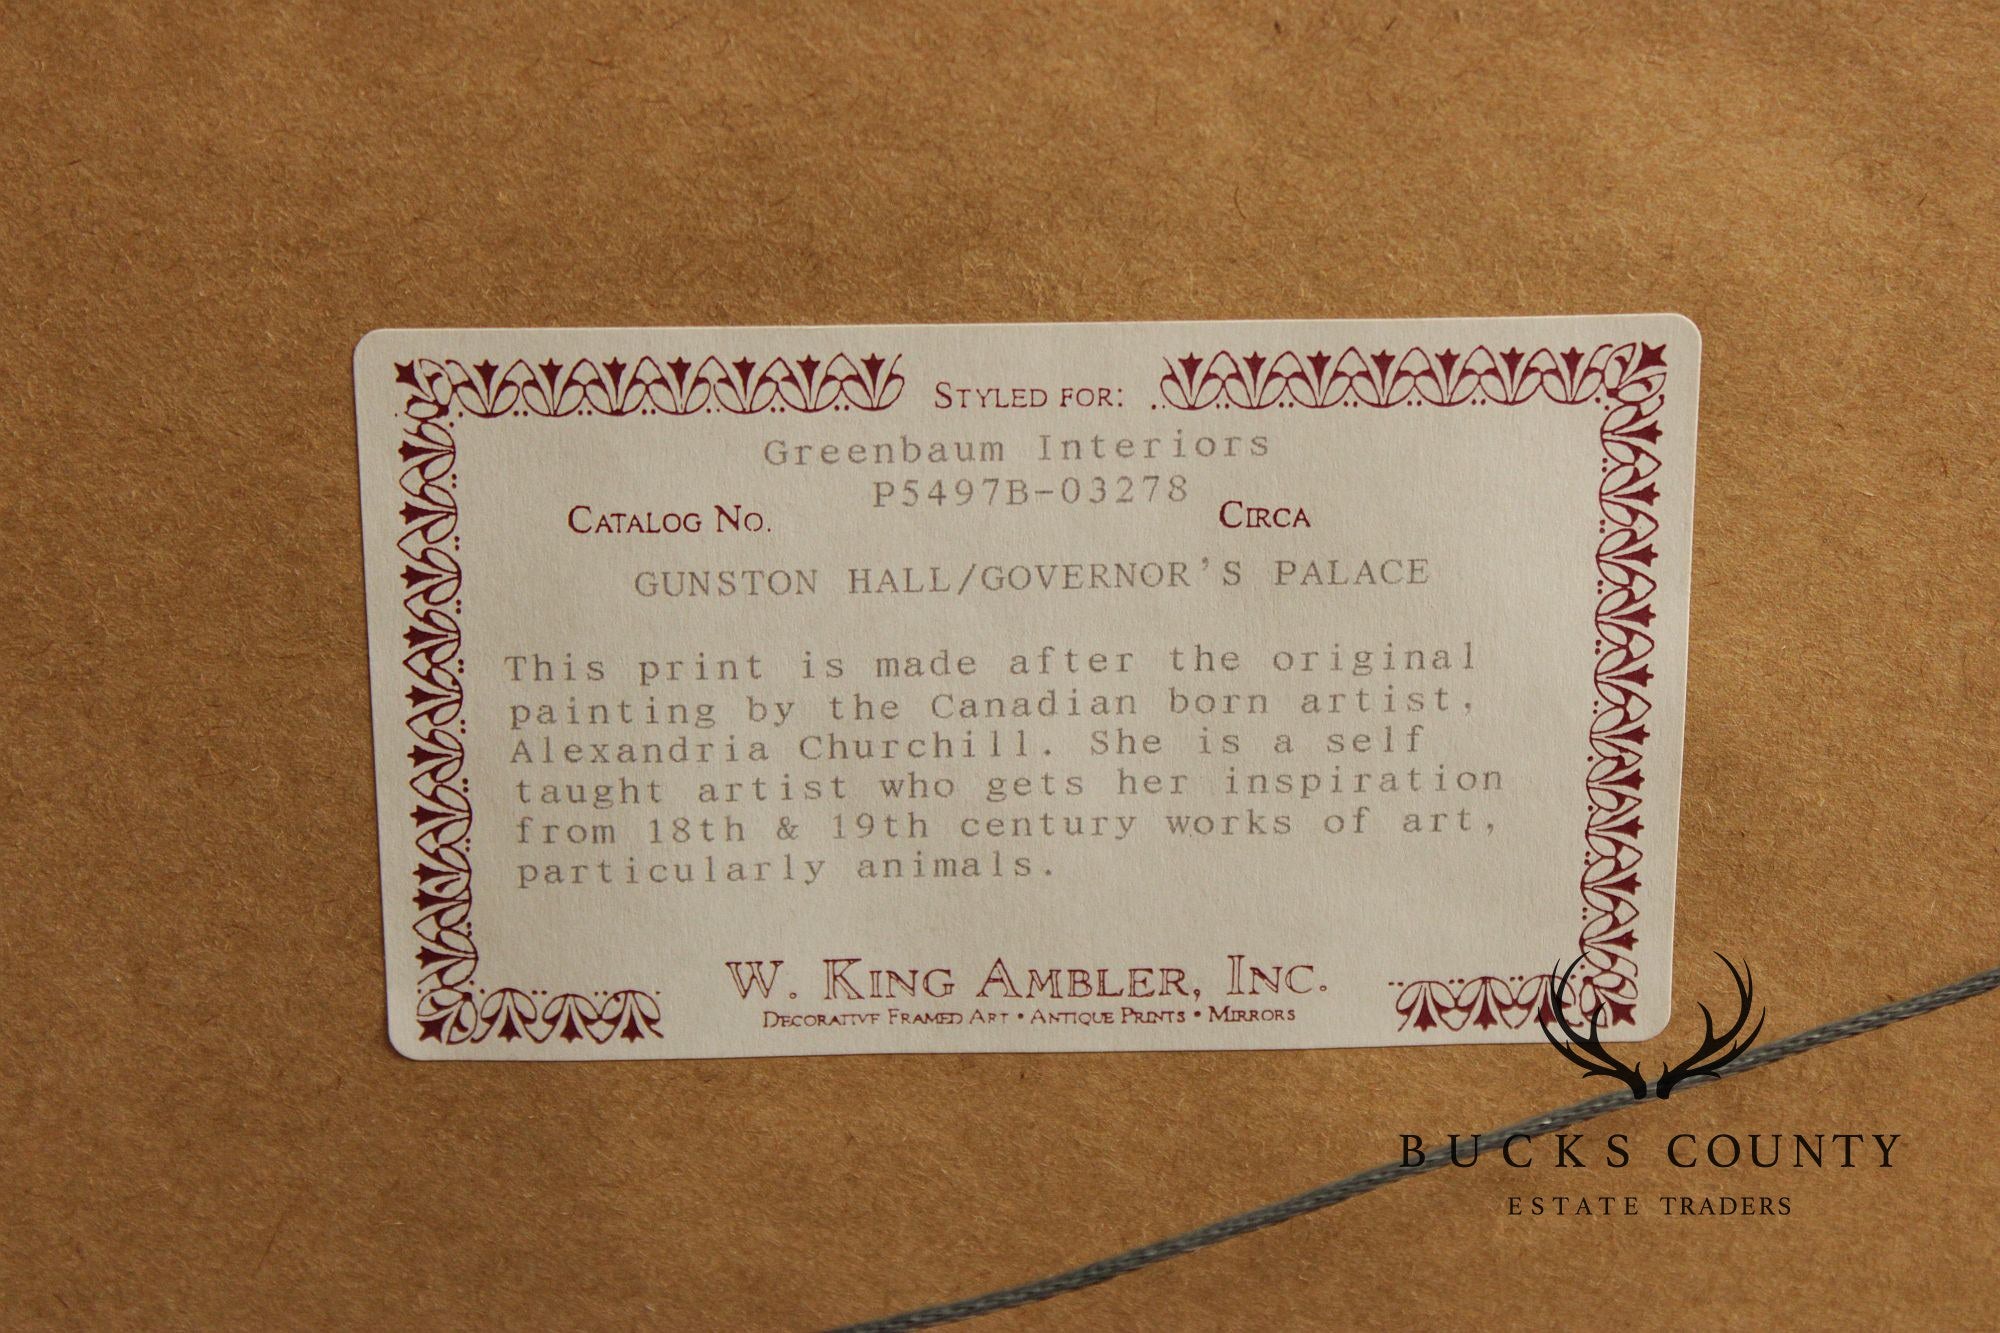 STYLED FOR:
Greenbaum Interiors
P5497B-03278
CATALOG NO. CIRCA
GUNSTON HALL/GOVERNOR'S PALACE
This print is made after the original
painting by the Canadian born artist,
Alexandria Churchill. She is a self
taught artist who gets her inspiration
from 18th & 19th century works of art,
particularly animals.
W. KING AMBLER, INC.
DECORATIVE FRAMED ART • ANTIQUE PRINTS • MIRRORS
BUCKS COUNTY
ESTATE TRADERS